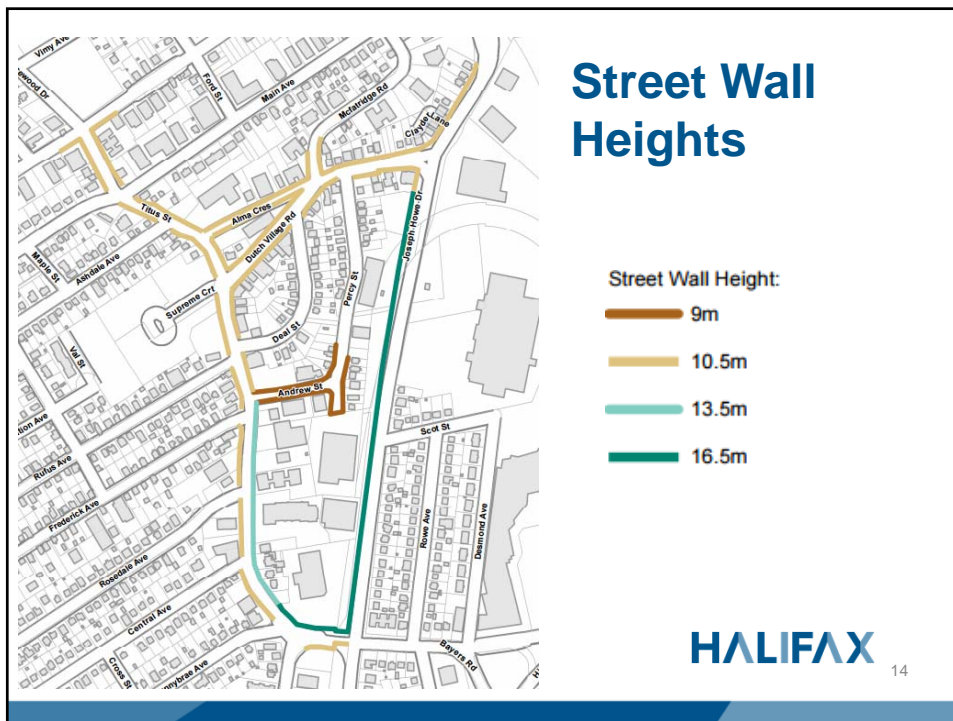 Street Wall
Heights
Vimy Ave
Ford St
Main Ave
Mcfatridge Rd
Clayde Lane
Titus St
Alma Cres
Dutch Village Rd
Joseph Howe Dr
Maple St
Ashdale Ave
Supreme Crt
Percy St
Deal St
Val St
Andrew St
Scot St
Rufus Ave
Frederick Ave
Rowe Ave
Desmond Ave
Rosedale Ave
Central Ave
Cross St
Bayers Rd
Street Wall Height:
9m
10.5m
13.5m
16.5m
HALIFAX
14